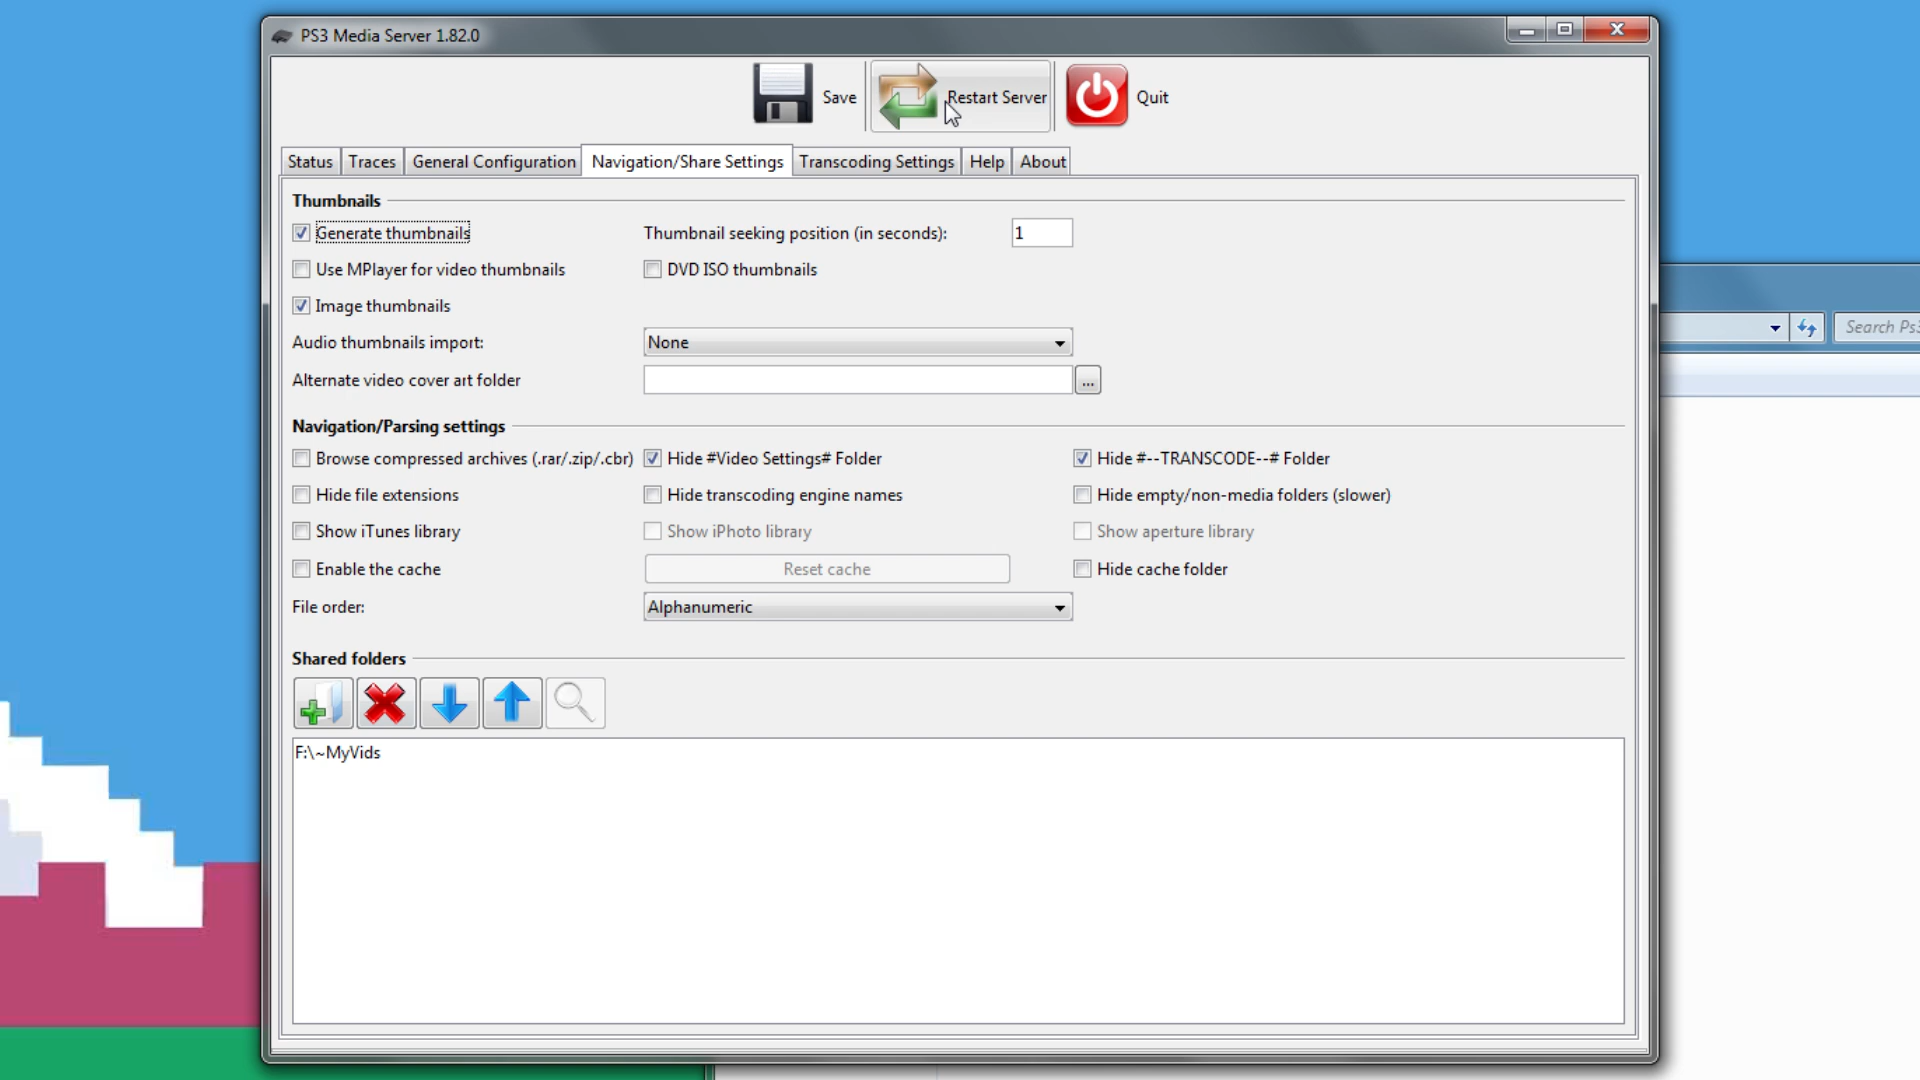 PS3 Media Server 1.82.0
Save
Restart Server
Quit
Status
Traces
General Configuration
Navigation/Share Settings
Transcoding Settings
Help
About
Thumbnails
Generate thumbnails
Thumbnail seeking position (in seconds):
1
Use MPlayer for video thumbnails
DVD ISO thumbnails
Image thumbnails
Audio thumbnails import:
None
Alternate video cover art folder
...
Navigation/Parsing settings
Browse compressed archives (.rar/.zip/.cbr)
Hide #Video Settings# Folder
Hide #--TRANSCODE--# Folder
Hide file extensions
Hide transcoding engine names
Hide empty/non-media folders (slower)
Show iTunes library
Show iPhoto library
Show aperture library
Enable the cache
Reset cache
Hide cache folder
File order:
Alphanumeric
Shared folders
F:\~MyVids
Search Ps3